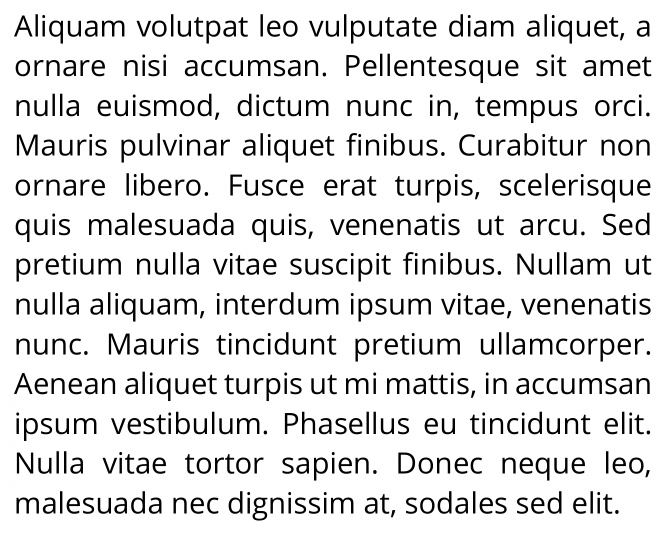 Aliquam volutpat leo vulputate diam aliquet, a
ornare nisi accumsan. Pellentesque sit amet
nulla euismod, dictum nunc in, tempus orci.
Mauris pulvinar aliquet finibus. Curabitur non
ornare libero. Fusce erat turpis, scelerisque
quis malesuada quis, venenatis ut arcu. Sed
pretium nulla vitae suscipit finibus. Nullam ut
nulla aliquam, interdum ipsum vitae, venenatis
nunc. Mauris tincidunt pretium ullamcorper.
Aenean aliquet turpis ut mi mattis, in accumsan
ipsum vestibulum. Phasellus eu tincidunt elit.
Nulla vitae tortor sapien. Donec neque leo,
malesuada nec dignissim at, sodales sed elit.